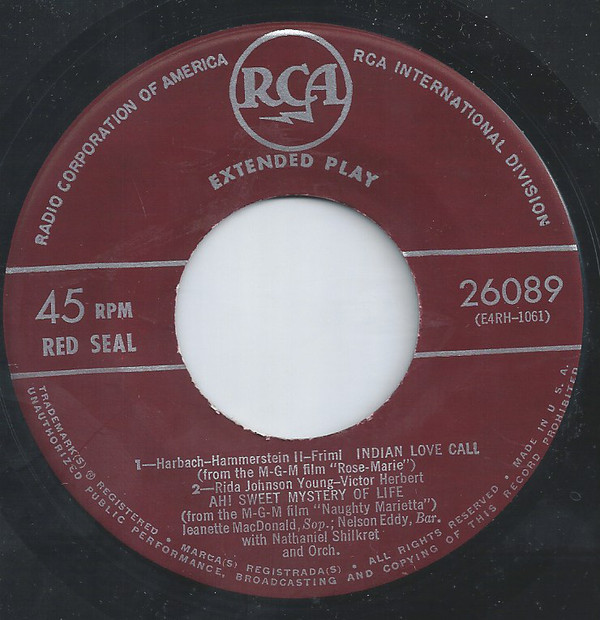 RADIO CORPORATION OF AMERICA
RCA
RCA INTERNATIONAL DIVISION
EXTENDED PLAY
45 RPM
RED SEAL
26089
(E4RH-1061)
1—Harbach-Hammerstein II-Friml INDIAN LOVE CALL
(from the M-G-M film "Rose-Marie")
2—Rida Johnson Young-Victor Herbert
AH! SWEET MYSTERY OF LIFE
(from the M-G-M film "Naughty Marietta")
Jeanette MacDonald, Sop.; Nelson Eddy, Bar.
with Nathaniel Shilkret
and Orch.
TRADEMARK(S) ® REGISTERED • MARCA(S) REGISTRADA(S) • ALL RIGHTS RESERVED • MADE IN U.S.A.
UNAUTHORIZED PUBLIC PERFORMANCE, BROADCASTING AND COPYING OF THIS RECORD PROHIBITED